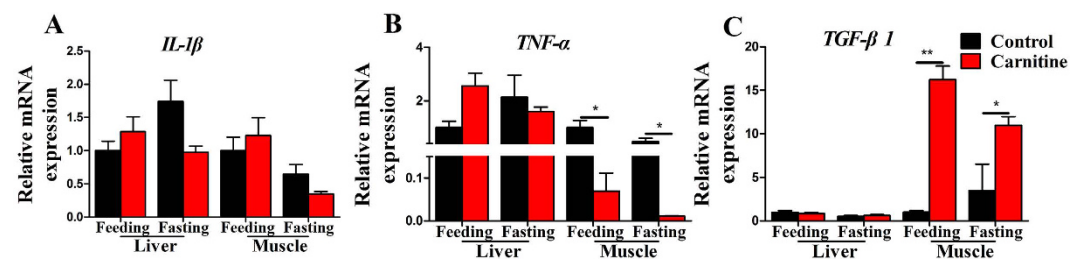 A
IL-1β
Relative mRNA
expression
2.5
2.0
1.5
1.0
0.5
0.0
Feeding Fasting Feeding Fasting
Liver Muscle
B
TNF-α
Relative mRNA
expression
4
2
0.1
0.0
* *
Feeding Fasting Feeding Fasting
Liver Muscle
C
TGF-β 1
Relative mRNA
expression
20
15
10
5
0
** *
Control
Carnitine
Feeding Fasting Feeding Fasting
Liver Muscle